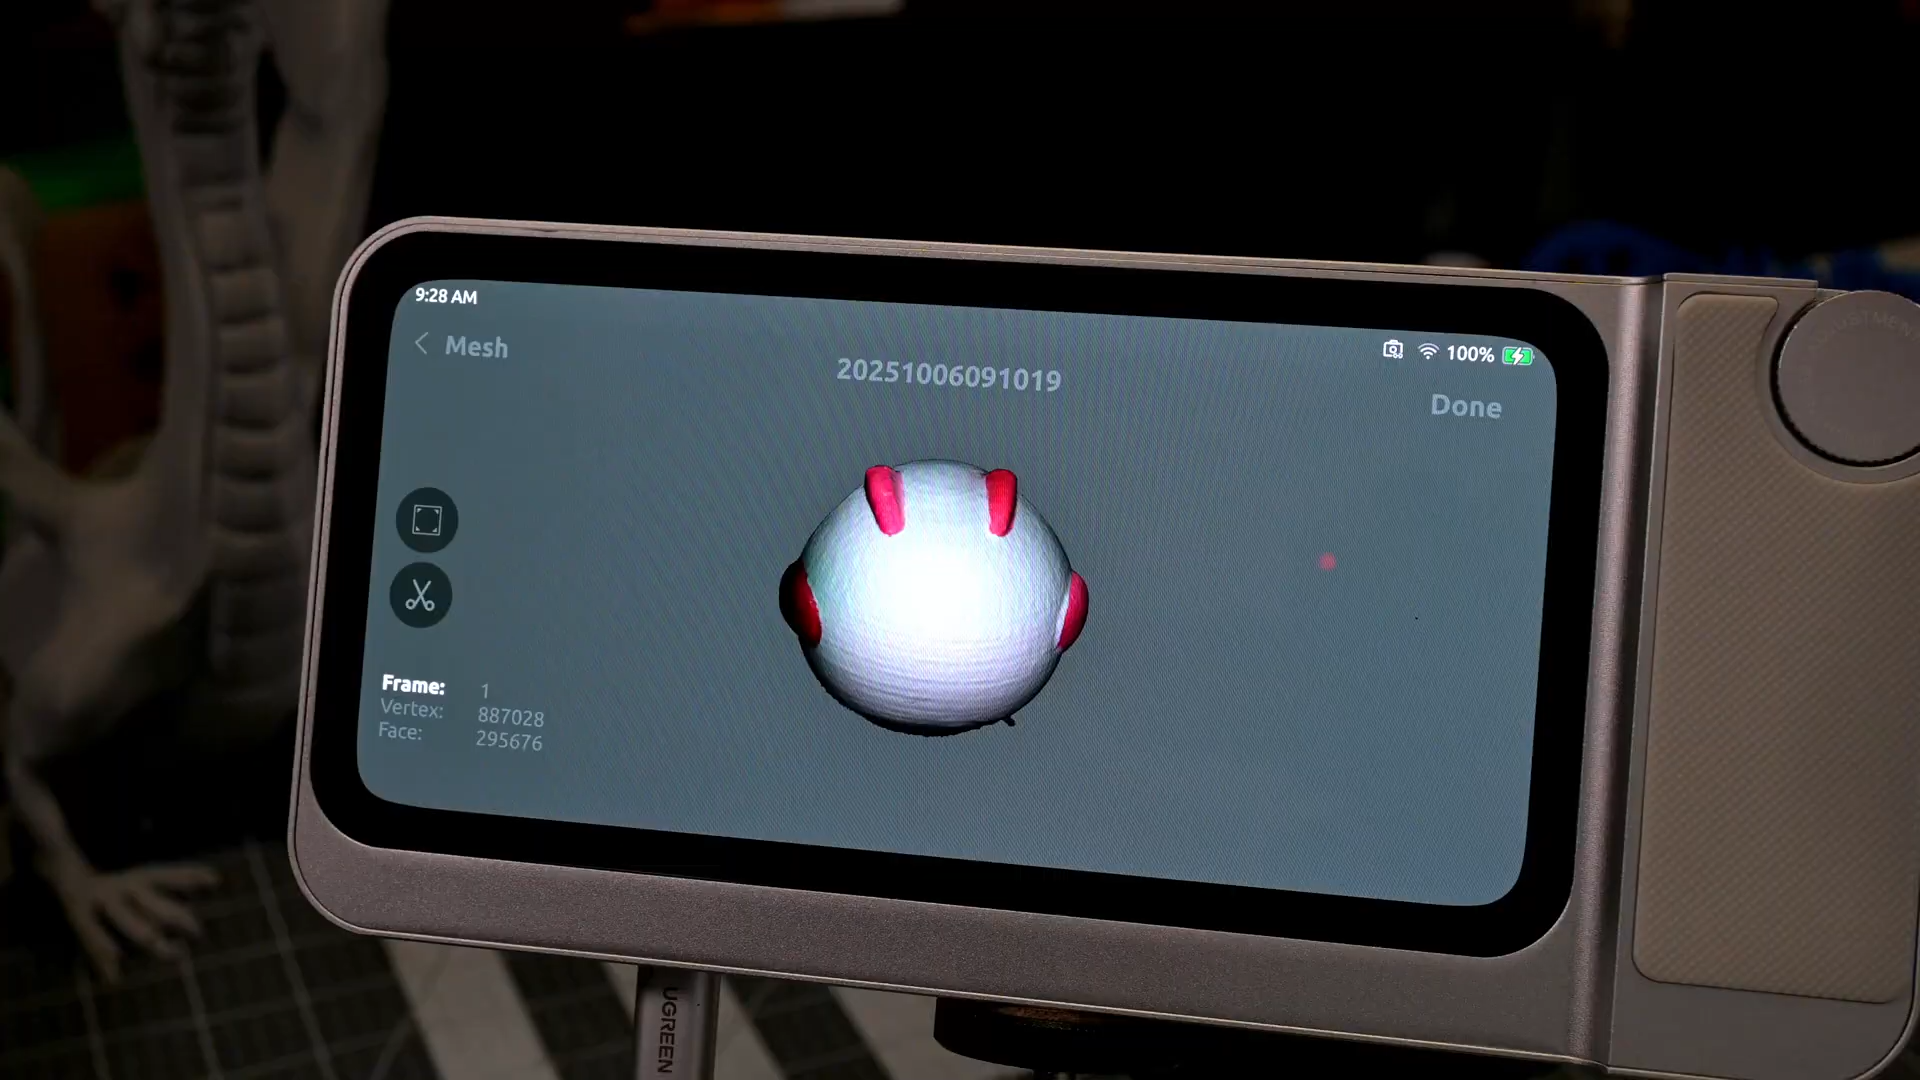 9:28 AM
Mesh
20251006091019
100%
Done
Frame: 1
Vertex: 887028
Face: 295676
UGREEN